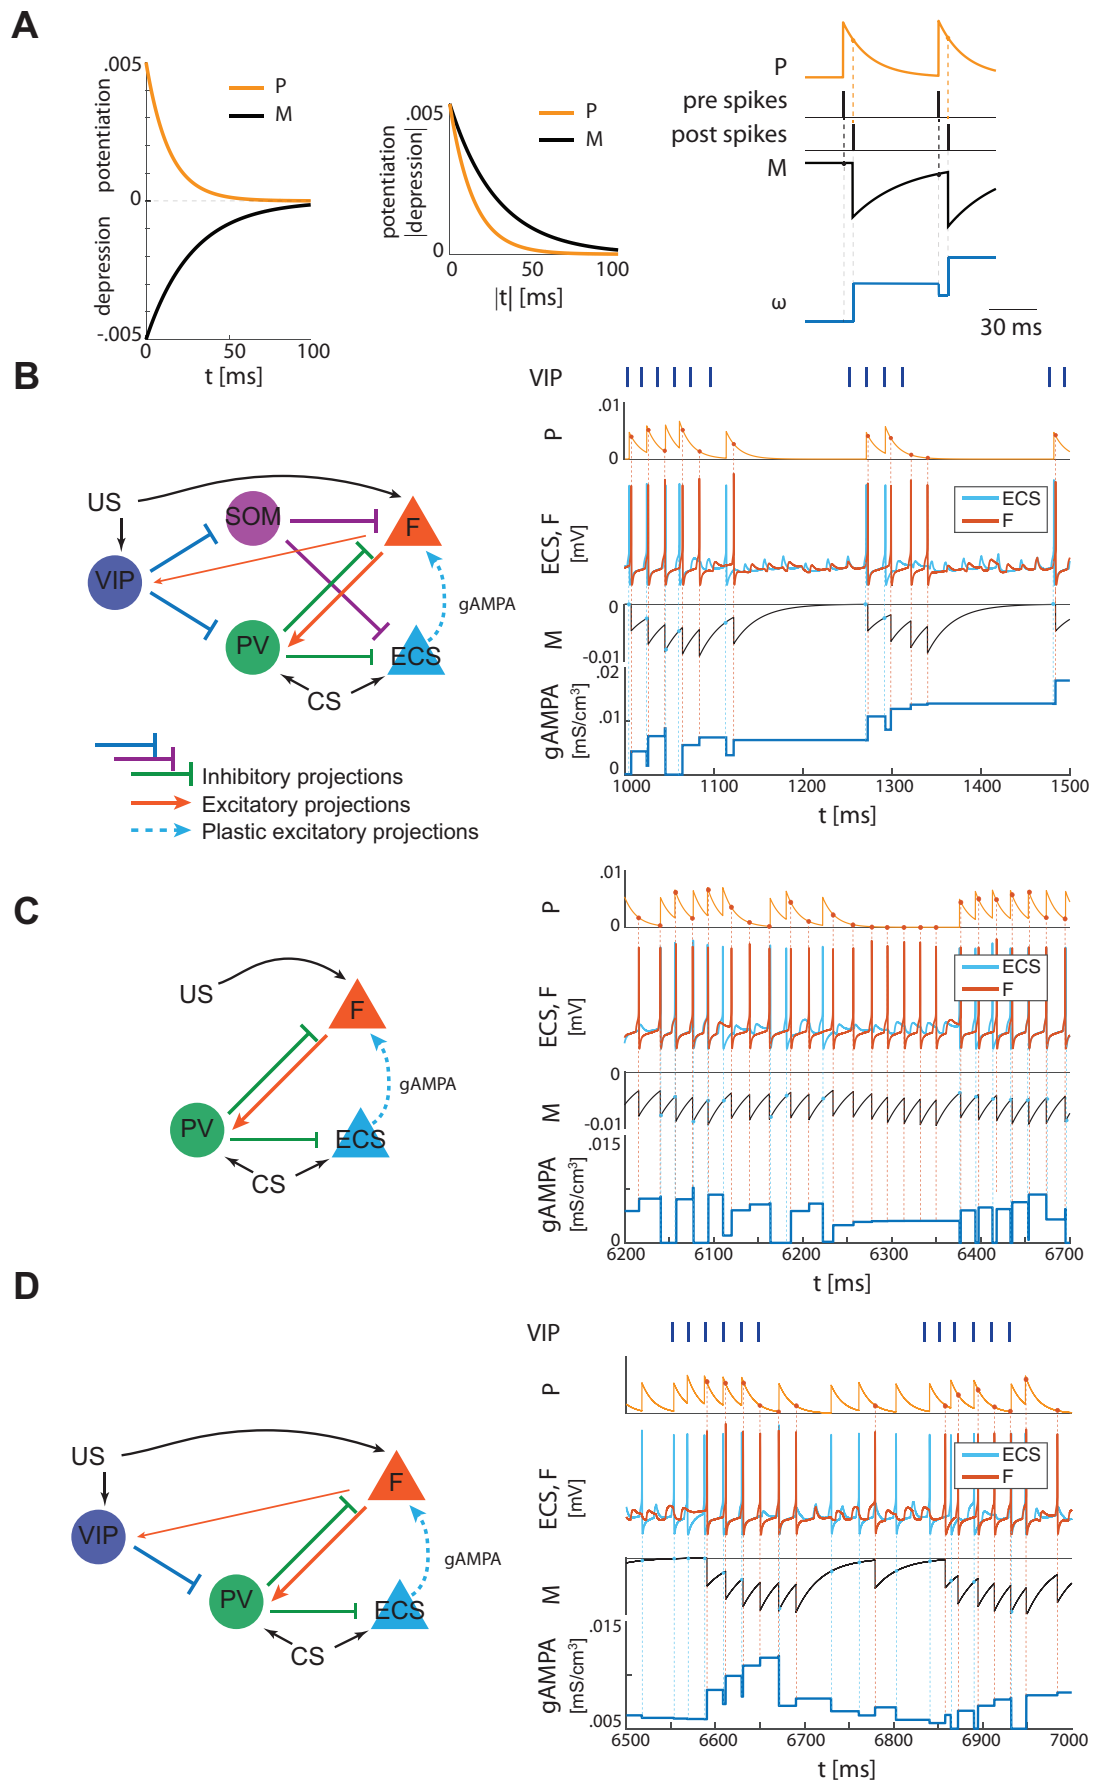 A
.005
potentiation
0
depression
-.005
0 50 100
t [ms]
P
M
.005
potentiation
|depression|
0
0 50 100
|t| [ms]
P
M
P
pre spikes
post spikes
M
ω
30 ms
B
US
SOM
F
VIP
PV
ECS
gAMPA
CS
Inhibitory projections
Excitatory projections
Plastic excitatory projections
VIP
.01
P
0
ECS, F
[mV]
ECS
F
0
M
-0.01
.02
gAMPA
[mS/cm³]
.01
0
1000 1100 1200 1300 1400 1500
t [ms]
C
US
F
gAMPA
PV
ECS
CS
.01
P
0
ECS, F
[mV]
ECS
F
0
M
-0.01
.015
gAMPA
[mS/cm³]
0
6200 6100 6200 6300 6400 6700
t [ms]
D
US
F
VIP
gAMPA
PV
ECS
CS
VIP
P
ECS, F
[mV]
ECS
F
M
.015
gAMPA
[mS/cm³]
.005
6500 6600 6700 6800 6900 7000
t [ms]